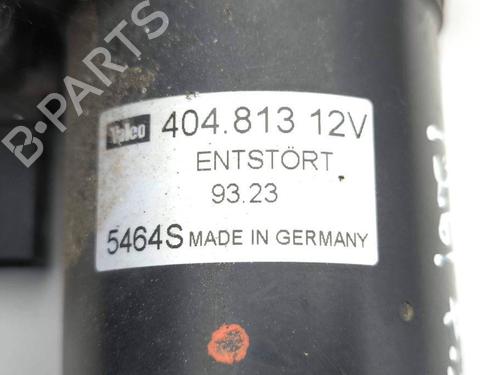 Valeo 404.813 12V
ENTSTÖRT
93.23
5464S MADE IN GERMANY
B-PARTS